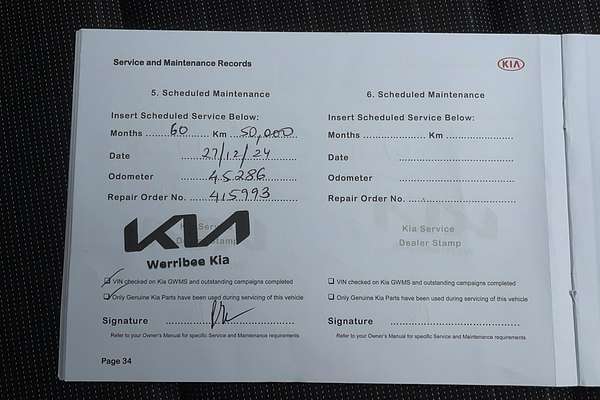 Service and Maintenance Records
KIA
5. Scheduled Maintenance
Insert Scheduled Service Below:
Months ..........60....... Km ...50,000
Date 27/12/24
Odometer 45286
Repair Order No. 415993
KIA
Werribee Kia
VIN checked on Kia GWMS and outstanding campaigns completed
Only Genuine Kia Parts have been used during servicing of this vehicle
Signature
Refer to your Owner's Manual for specific Service and Maintenance requirements
Page 34
6. Scheduled Maintenance
Insert Scheduled Service Below:
Months .................... Km ....................
Date
Odometer
Repair Order No.
Kia Service
Dealer Stamp
VIN checked on Kia GWMS and outstanding campaigns completed
Only Genuine Kia Parts have been used during servicing of this vehicle
Signature
Refer to your Owner's Manual for specific Service and Maintenance requirements